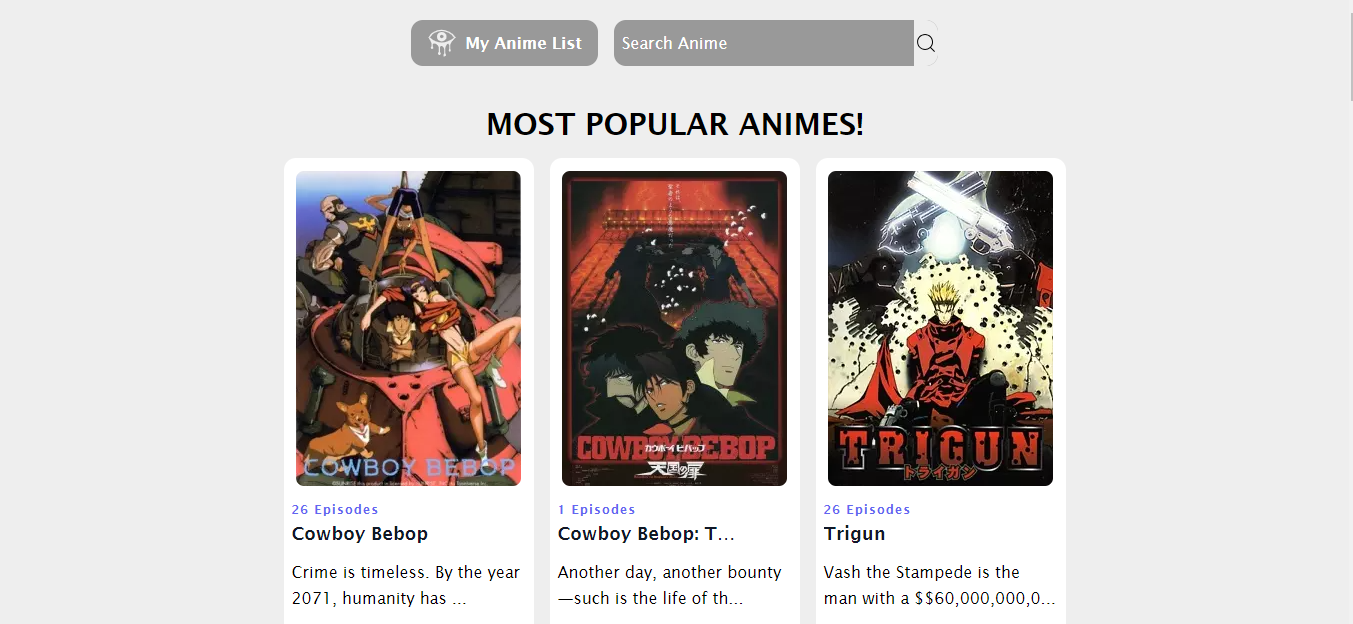 My Anime List
Search Anime
MOST POPULAR ANIMES!
COWBOY BEBOP
COWBOY BEBOP
カウボーイビバップ
天国の扉
TRIGUN
トライガン
26 Episodes
Cowboy Bebop
Crime is timeless. By the year
2071, humanity has ...
1 Episodes
Cowboy Bebop: T...
Another day, another bounty
—such is the life of th...
26 Episodes
Trigun
Vash the Stampede is the
man with a $$60,000,000,0...